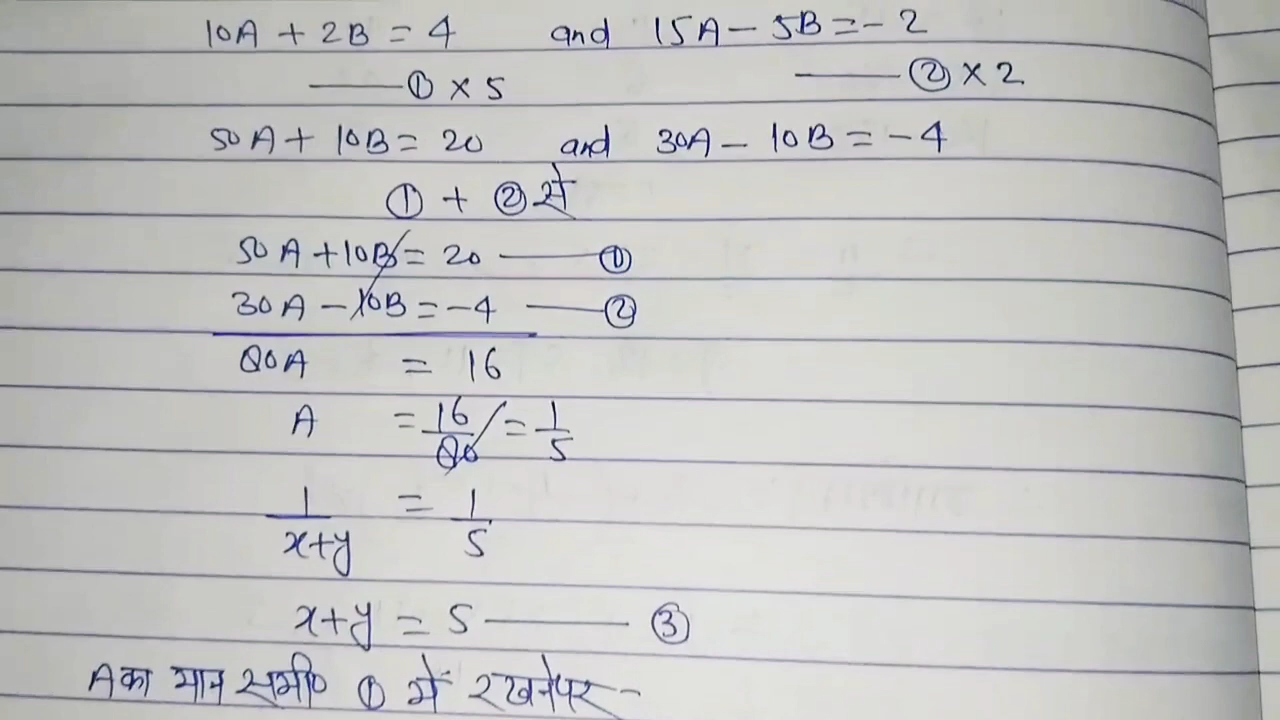 10A + 2B = 4 and 15A - 5B = -2
——— ① × 5 ——— ② × 2
50A + 10B = 20 and 30A - 10B = -4
① + ② से
50A + 10B = 20 ——— ①
30A - 10B = -4 ——— ②
80A = 16
A = 16/80 = 1/5
1/(x+y) = 1/5
x+y = 5 ——— ③
A का मान समी० ① में रखने पर -